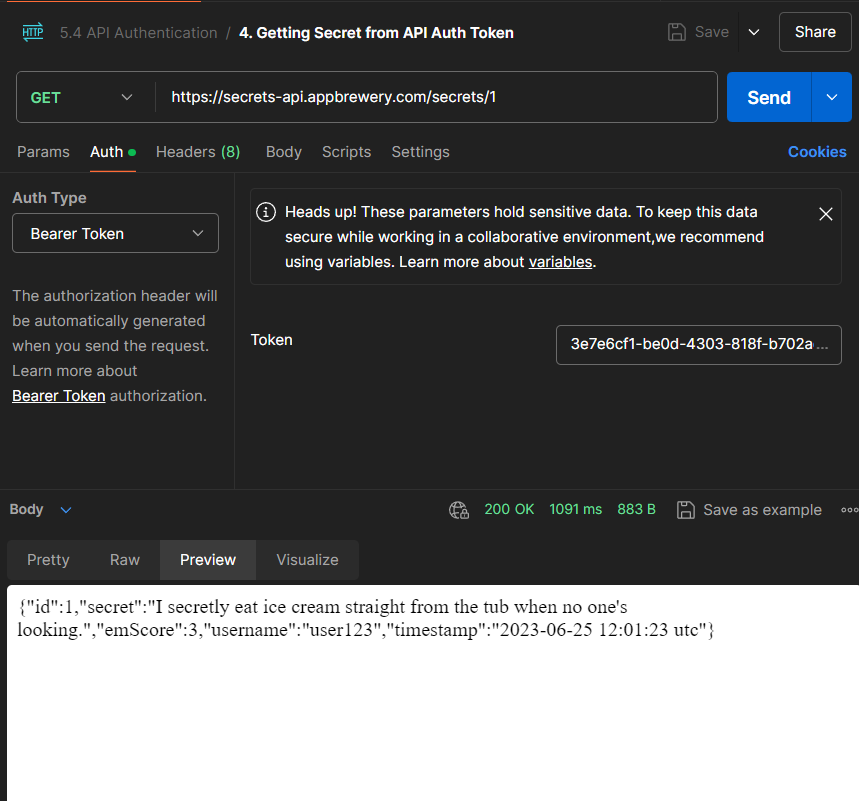 HTTP 5.4 API Authentication / 4. Getting Secret from API Auth Token Save Share
GET https://secrets-api.appbrewery.com/secrets/1 Send
Params Auth Headers (8) Body Scripts Settings Cookies
Auth Type
Bearer Token
Heads up! These parameters hold sensitive data. To keep this data
secure while working in a collaborative environment,we recommend
using variables. Learn more about variables.
The authorization header will
be automatically generated
when you send the request.
Learn more about
Bearer Token authorization.
Token 3e7e6cf1-be0d-4303-818f-b702a...
Body 200 OK 1091 ms 883 B Save as example
Pretty Raw Preview Visualize
{"id":1,"secret":"I secretly eat ice cream straight from the tub when no one's
looking.","emScore":3,"username":"user123","timestamp":"2023-06-25 12:01:23 utc"}